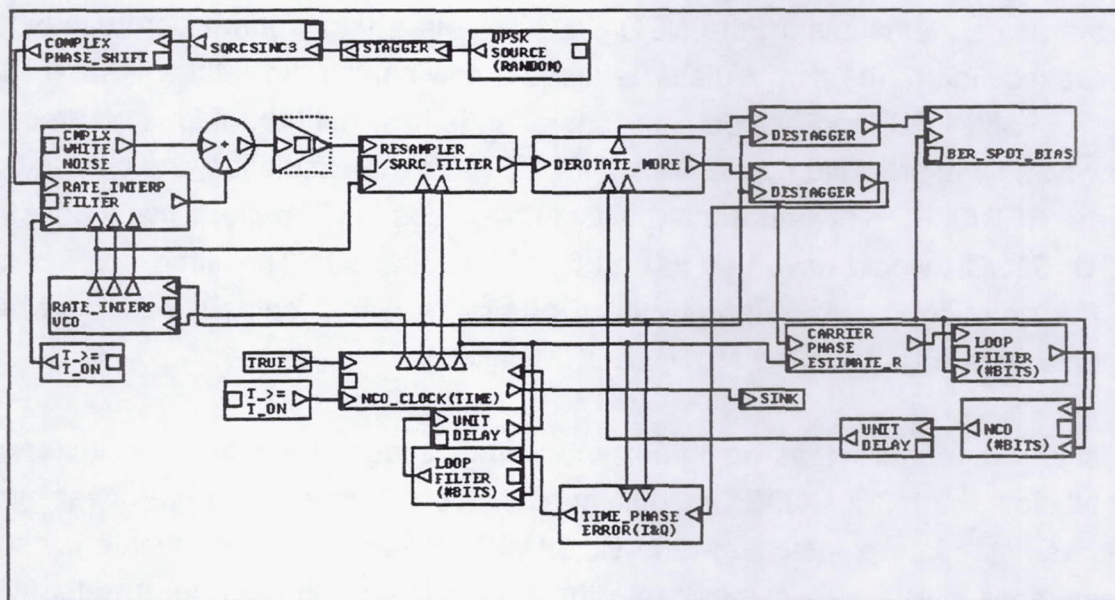 COMPLEX
PHASE_SHIFT
SQRCSINC3
STAGGER
QPSK
SOURCE
(RANDOM)
CMPLX
WHITE
NOISE
+
RESAMPLER
/SRRC_FILTER
DEROTATE_MORE
DESTAGGER
DESTAGGER
BER_SPOT_BIAS
RATE_INTERP
FILTER
RATE_INTERP
VCO
T_>=
T_ON
TRUE
T_>=
T_ON
NCO_CLOCK(TIME)
UNIT
DELAY
LOOP
FILTER
(#BITS)
TIME_PHASE
ERROR(I&Q)
SINK
CARRIER
PHASE
ESTIMATE_R
LOOP
FILTER
(#BITS)
UNIT
DELAY
NCO
(#BITS)